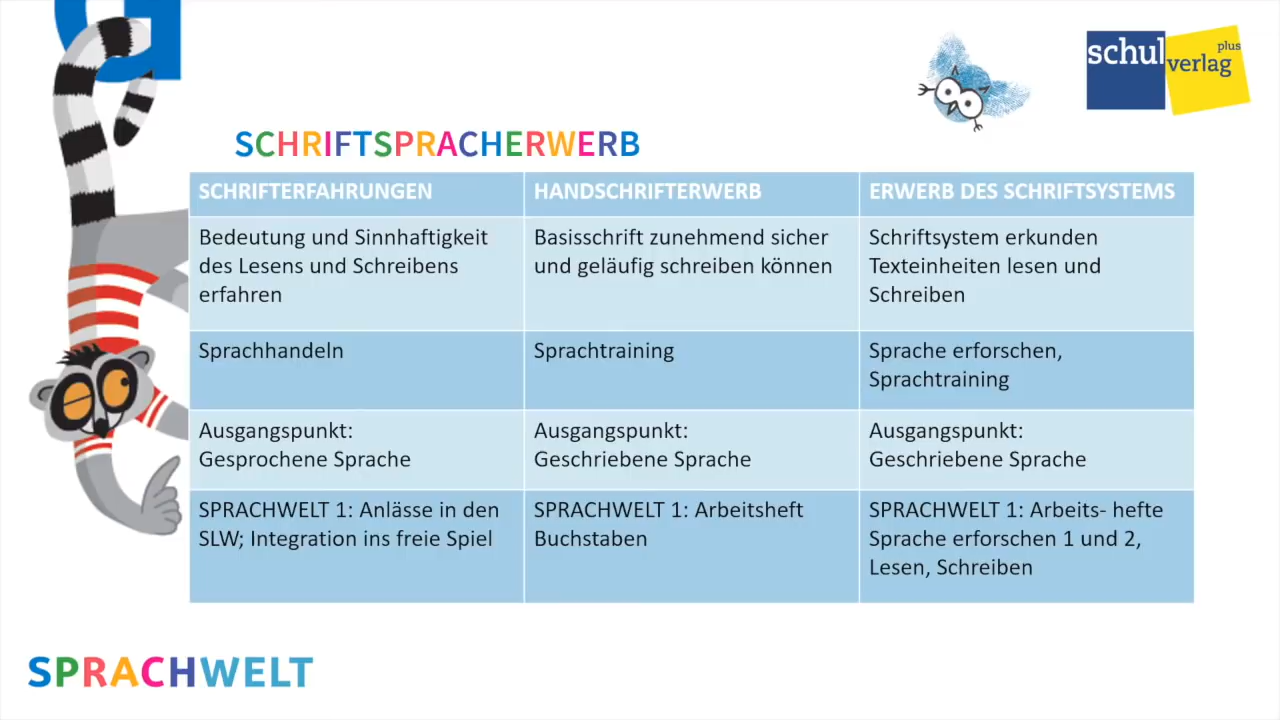 schul
plus
verlag
SCHRIFTSPRACHERWERB
SCHRIFTERFAHRUNGEN
HANDSCHRIFTERWERB
ERWERB DES SCHRIFTSYSTEMS
Bedeutung und Sinnhaftigkeit
des Lesens und Schreibens
erfahren
Basisschrift zunehmend sicher
und geläufig schreiben können
Schriftsystem erkunden
Texteinheiten lesen und
Schreiben
Sprachhandeln
Sprachtraining
Sprache erforschen,
Sprachtraining
Ausgangspunkt:
Gesprochene Sprache
Ausgangspunkt:
Geschriebene Sprache
Ausgangspunkt:
Geschriebene Sprache
SPRACHWELT 1: Anlässe in den
SLW; Integration ins freie Spiel
SPRACHWELT 1: Arbeitsheft
Buchstaben
SPRACHWELT 1: Arbeits- hefte
Sprache erforschen 1 und 2,
Lesen, Schreiben
SPRACHWELT